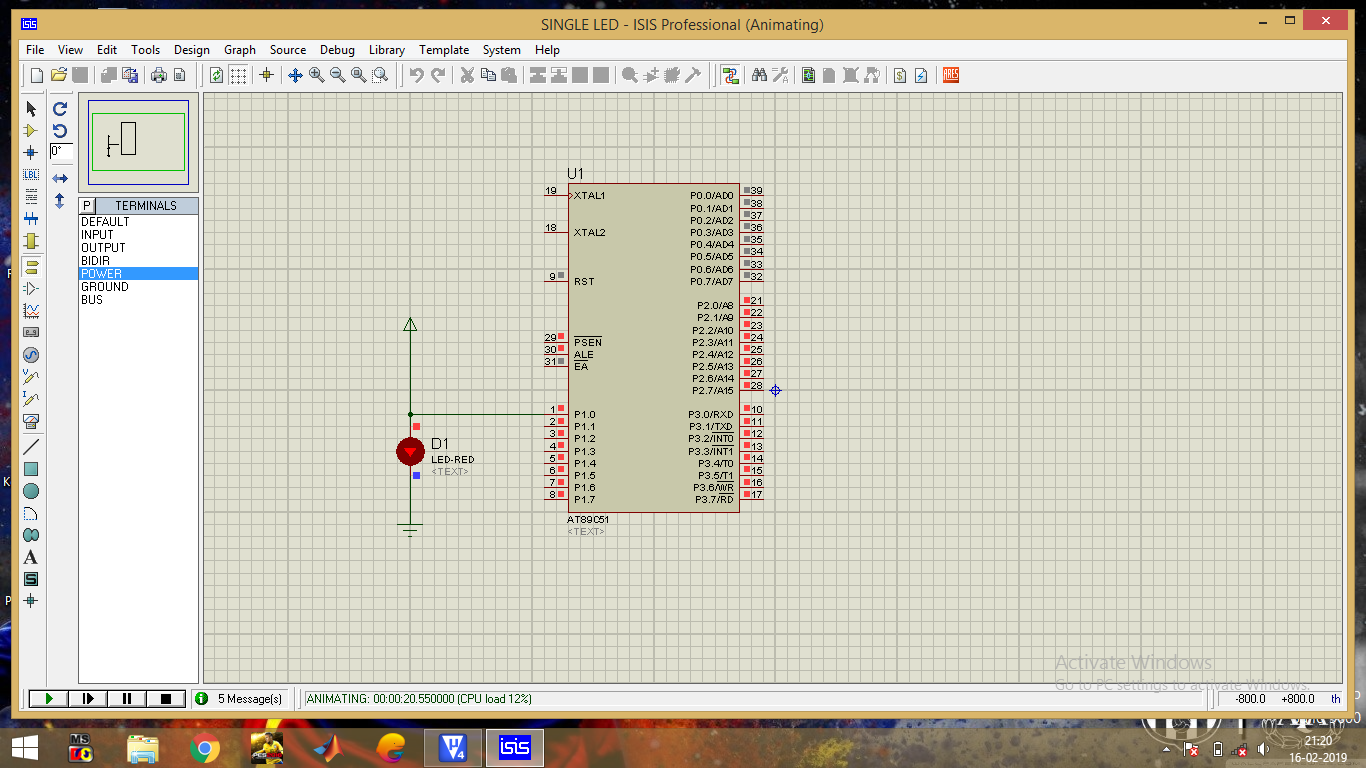 SINGLE LED - ISIS Professional (Animating)
File View Edit Tools Design Graph Source Debug Library Template System Help
ARES
LBL
0°
P TERMINALS
DEFAULT
INPUT
OUTPUT
BIDIR
POWER
GROUND
BUS
A
S
U1
19 XTAL1
18 XTAL2
9 RST
29 PSEN
30 ALE
31 EA
1 P1.0
2 P1.1
3 P1.2
4 P1.3
5 P1.4
6 P1.5
7 P1.6
8 P1.7
P0.0/AD0 39
P0.1/AD1 38
P0.2/AD2 37
P0.3/AD3 36
P0.4/AD4 35
P0.5/AD5 34
P0.6/AD6 33
P0.7/AD7 32
P2.0/A8 21
P2.1/A9 22
P2.2/A10 23
P2.3/A11 24
P2.4/A12 25
P2.5/A13 26
P2.6/A14 27
P2.7/A15 28
P3.0/RXD 10
P3.1/TXD 11
P3.2/INT0 12
P3.3/INT1 13
P3.4/T0 14
P3.5/T1 15
P3.6/WR 16
P3.7/RD 17
AT89C51
<TEXT>
D1
LED-RED
<TEXT>
Activate Windows
Go to PC settings to activate Windows.
5 Message(s)
ANIMATING: 00:00:20.550000 (CPU load 12%)
-800.0 +800.0 th
MS
isis
21:20
16-02-2019